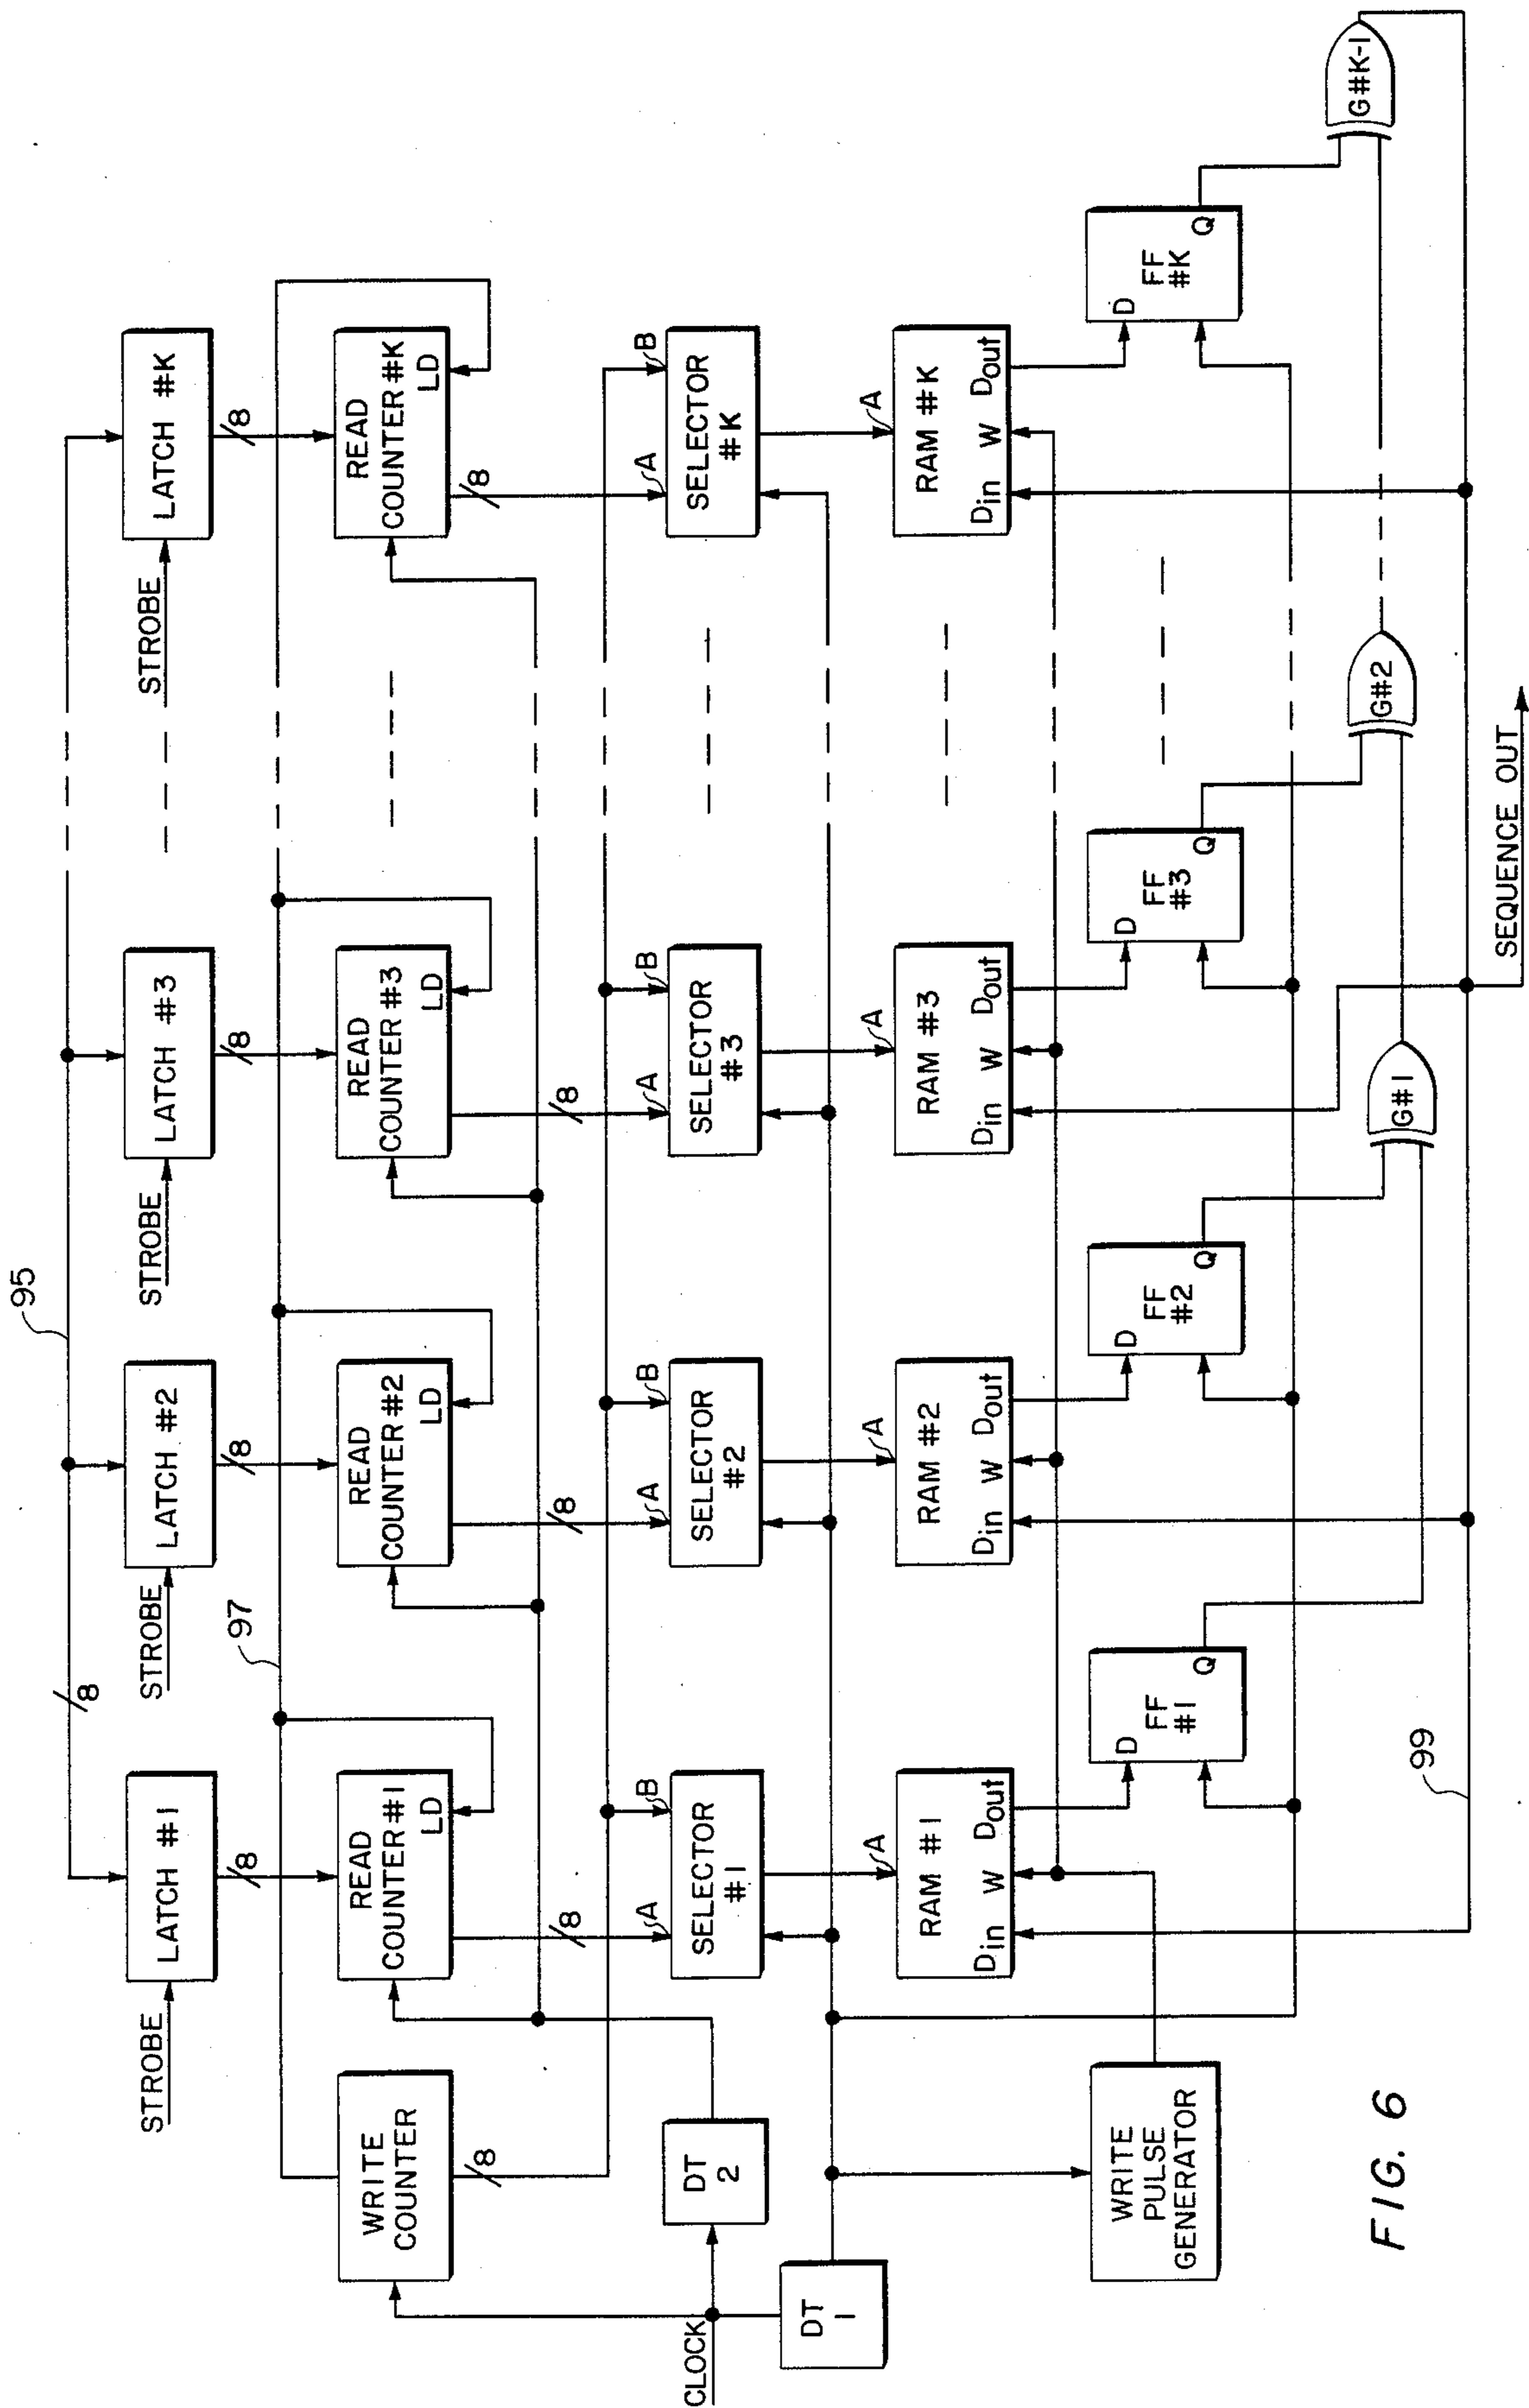 95
8
STROBE
LATCH #1
STROBE
LATCH #2
STROBE
LATCH #3
STROBE
LATCH #K
97
8
8
8
8
WRITE
COUNTER
READ
COUNTER #1
LD
READ
COUNTER #2
LD
READ
COUNTER #3
LD
READ
COUNTER #K
LD
8
8
8
8
8
CLOCK
DT
2
DT
1
A
B
SELECTOR
#1
A
B
SELECTOR
#2
A
B
SELECTOR
#3
A
B
SELECTOR
#K
A
RAM #1
Din W Dout
A
RAM #2
Din W Dout
A
RAM #3
Din W Dout
A
RAM #K
Din W Dout
WRITE
PULSE
GENERATOR
D
FF
#1
Q
D
FF
#2
Q
D
FF
#3
Q
D
FF
#K
Q
G#1
G#2
G#K-1
99
SEQUENCE OUT
FIG. 6